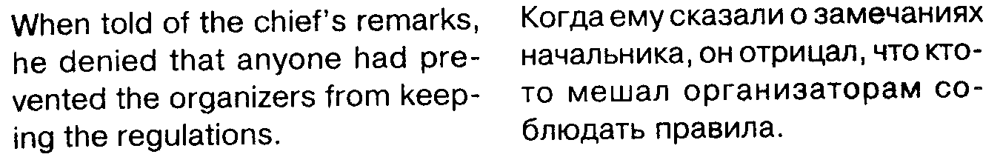 When told of the chief's remarks,
he denied that anyone had pre-
vented the organizers from keep-
ing the regulations.
Когда ему сказали о замечаниях
начальника, он отрицал, что кто-
то мешал организаторам со-
блюдать правила.